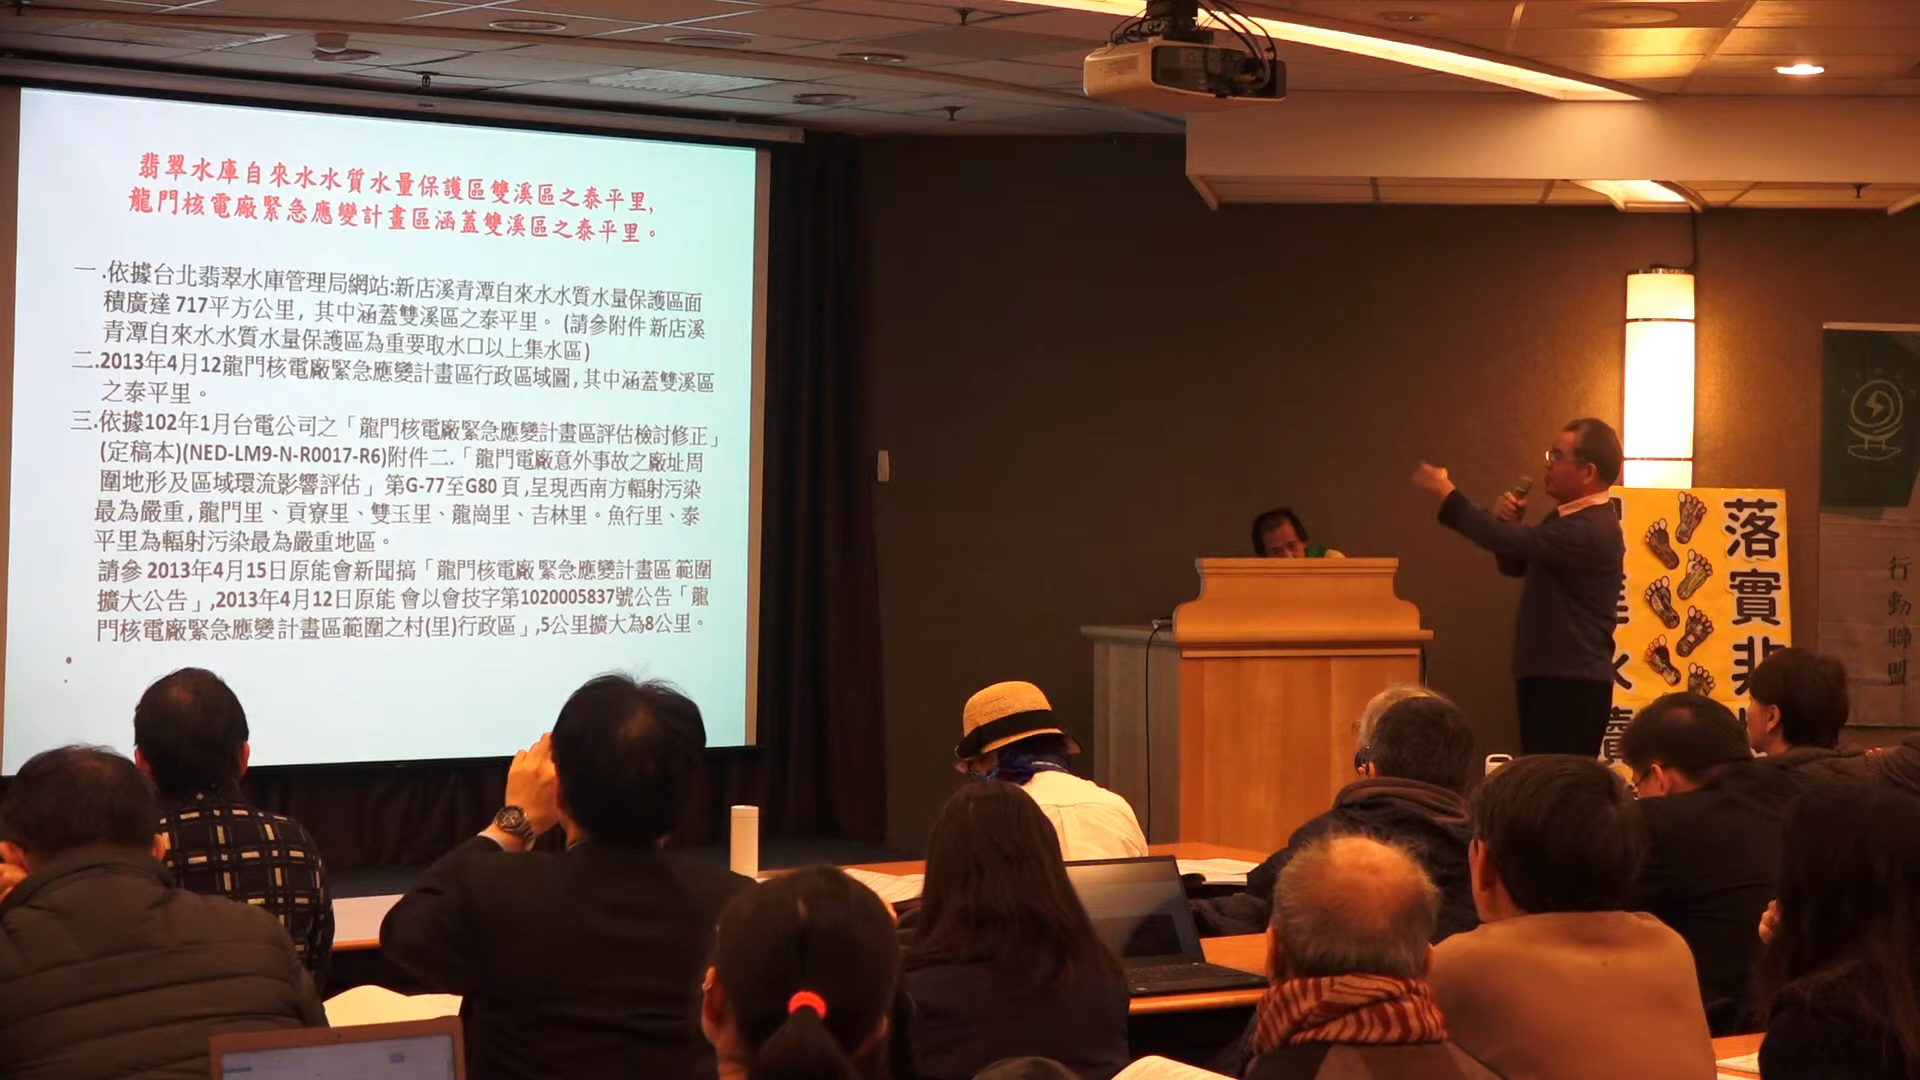 翡翠水庫自來水水質水量保護區雙溪區之泰平里,
龍門核電廠緊急應變計畫區涵蓋雙溪區之泰平里。
一.依據台北翡翠水庫管理局網站:新店溪青潭自來水水質水量保護區面
積廣達 717平方公里, 其中涵蓋雙溪區之泰平里。 (請參附件 新店溪
青潭自來水水質水量保護區為重要取水口以上集水區)
二.2013年4月12龍門核電廠緊急應變計畫區行政區域圖, 其中涵蓋雙溪區
之泰平里。
三.依據102年1月台電公司之「龍門核電廠緊急應變計畫區評估檢討修正」
(定稿本)(NED-LM9-N-R0017-R6)附件二.「龍門電廠意外事故之廠址周
圍地形及區域環流影響評估」第G-77至G80 頁,呈現西南方輻射污染
最為嚴重, 龍門里、貢寮里、雙玉里、龍崗里、吉林里。魚行里、泰
平里為輻射污染最為嚴重地區。
請參 2013年4月15日原能會新聞搞「龍門核電廠 緊急應變計畫區 範圍
擴大公告」,2013年4月12日原能 會以會技字第1020005837號公告「龍
門核電廠緊急應變 計畫區範圍之村(里)行政區」,5公里擴大為8公里。
落實非
行動聯盟